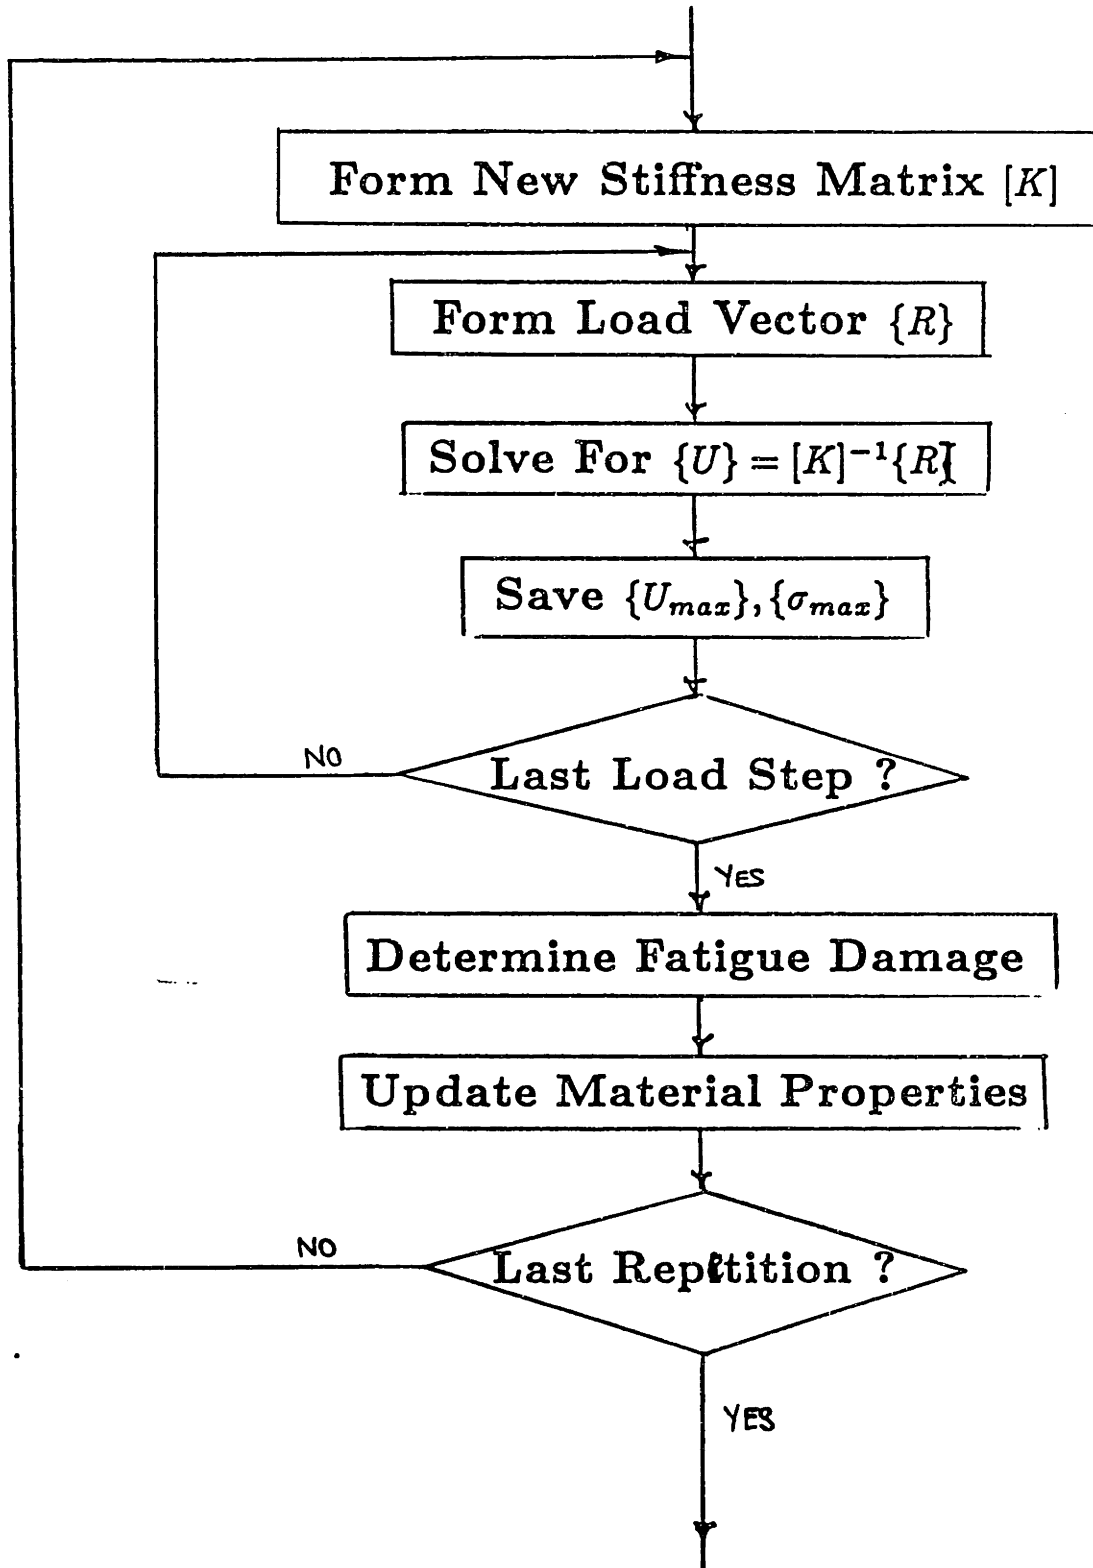 Form New Stiffness Matrix [K]
Form Load Vector {R}
Solve For {U} = [K]⁻¹{R}
Save {U_max}, {σ_max}
NO
Last Load Step ?
YES
Determine Fatigue Damage
Update Material Properties
NO
Last Repetition ?
YES